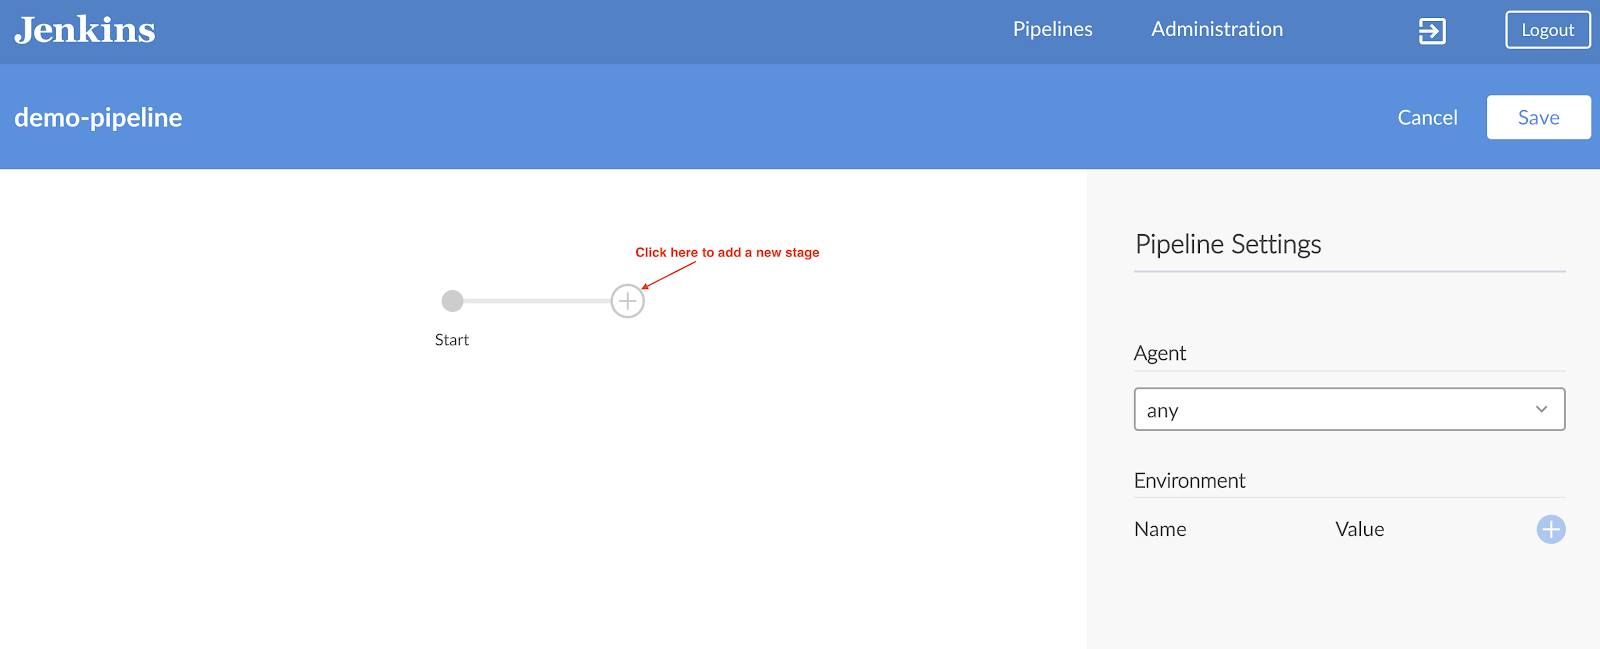 Jenkins
Pipelines
Administration
Logout
demo-pipeline
Cancel
Save
Click here to add a new stage
Start
Pipeline Settings
Agent
any
Environment
Name
Value